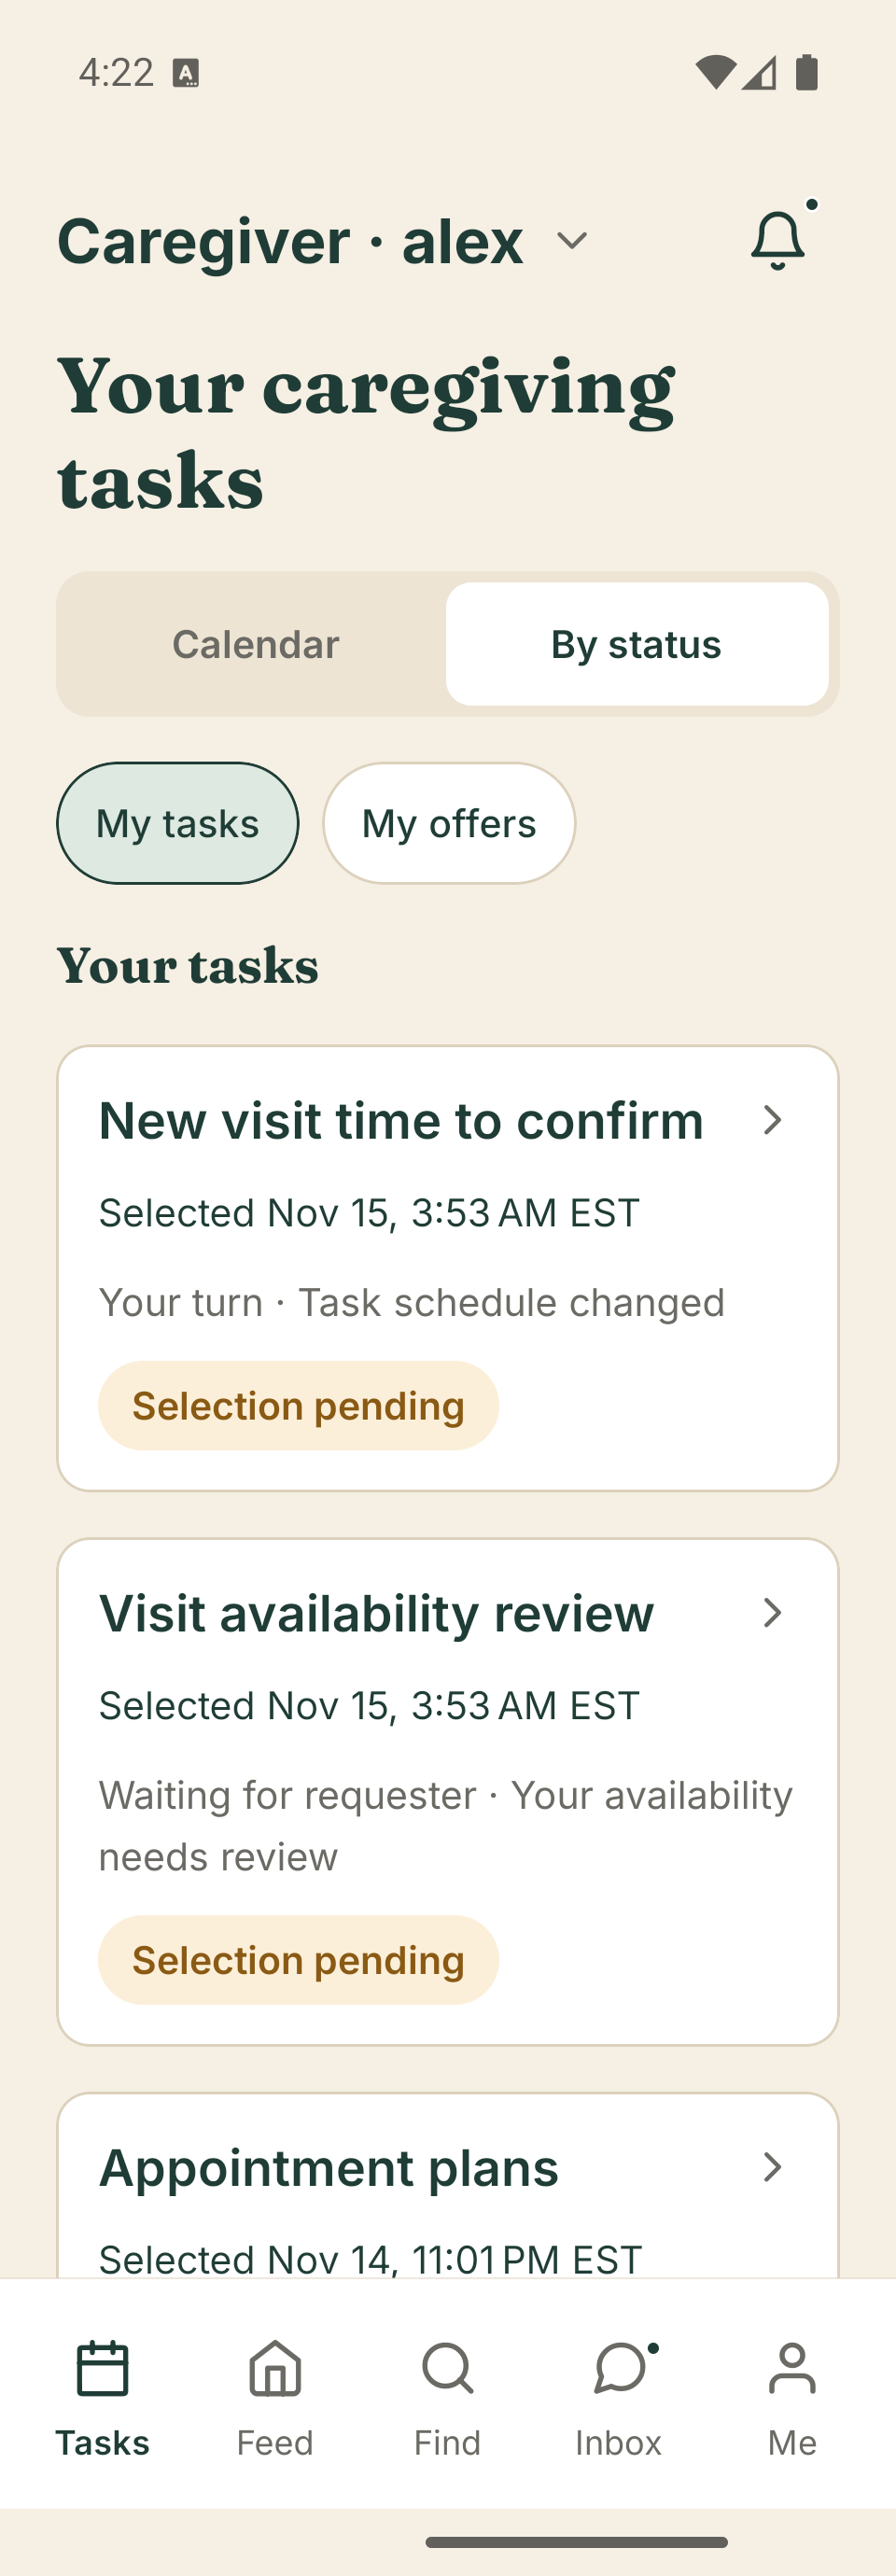 4:22
Caregiver · alex
Your caregiving
tasks
Calendar
By status
My tasks
My offers
Your tasks
New visit time to confirm
Selected Nov 15, 3:53 AM EST
Your turn · Task schedule changed
Selection pending
Visit availability review
Selected Nov 15, 3:53 AM EST
Waiting for requester · Your availability
needs review
Selection pending
Appointment plans
Selected Nov 14, 11:01 PM EST
Tasks
Feed
Find
Inbox
Me